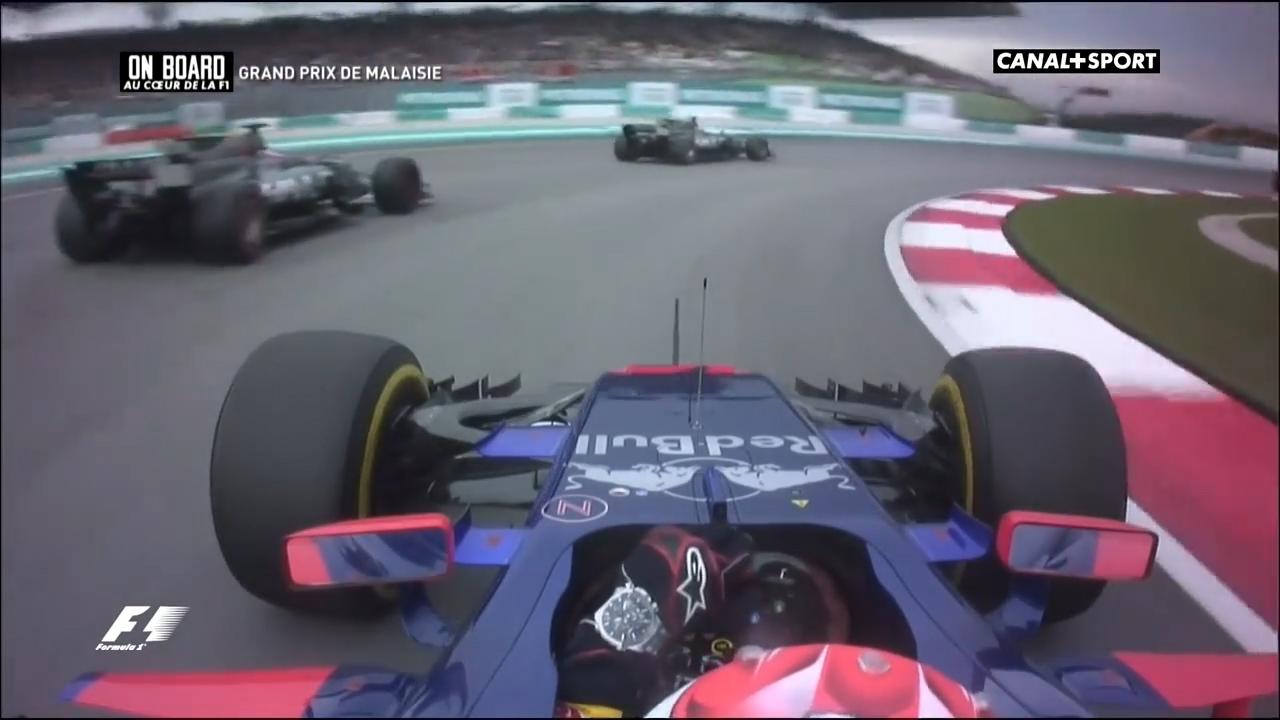 ON BOARD
AU CŒUR DE LA F1
GRAND PRIX DE MALAISIE
CANAL+SPORT
Red Bull
F1
Formula 1